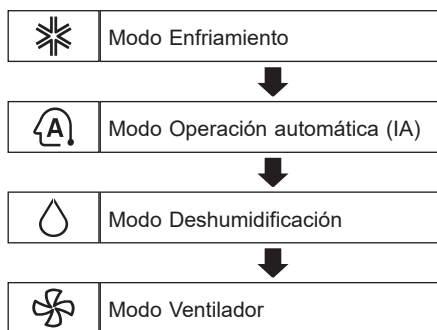 Modo Enfriamiento
A
Modo Operación automática (IA)
Modo Deshumidificación
Modo Ventilador